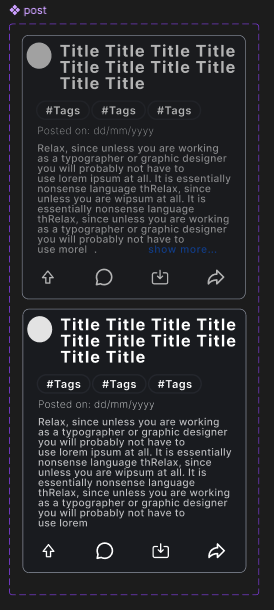 post
Title Title Title Title
Title Title Title Title
Title Title
#Tags #Tags #Tags
Posted on: dd/mm/yyyy
Relax, since unless you are working
as a typographer or graphic designer
you will probably not have to
use lorem ipsum at all. It is essentially
nonsense language thRelax, since
unless you are wipsum at all. It is
essentially nonsense language
thRelax, since unless you are working
as a typographer or graphic designer
you will probably not have to
use morel . show more...
Title Title Title Title
Title Title Title Title
Title Title
#Tags #Tags #Tags
Posted on: dd/mm/yyyy
Relax, since unless you are working
as a typographer or graphic designer
you will probably not have to
use lorem ipsum at all. It is essentially
nonsense language thRelax, since
unless you are wipsum at all. It is
essentially nonsense language
thRelax, since unless you are working
as a typographer or graphic designer
you will probably not have to
use lorem